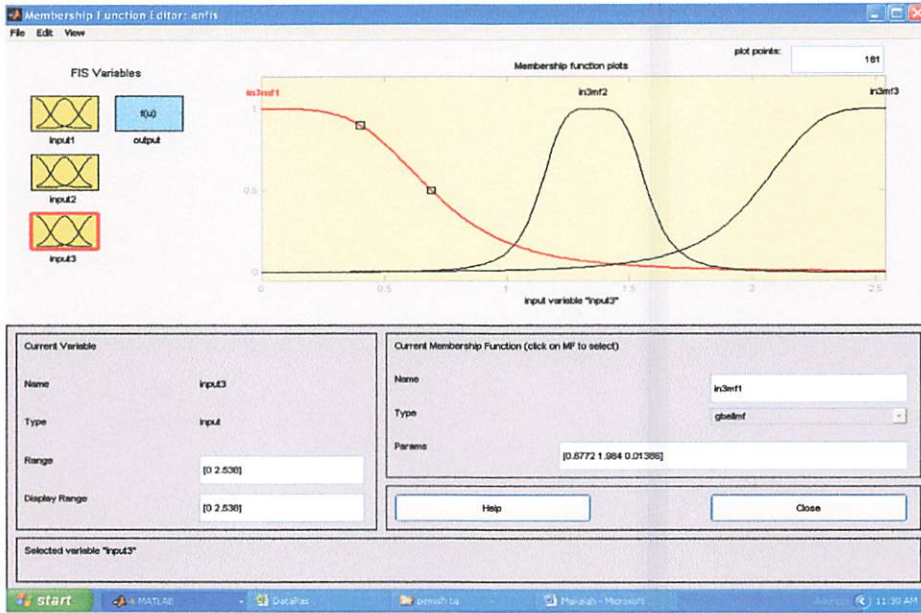 Membership Function Editor: anfis
File Edit View
FIS Variables
plot points: 181
Membership function plots
in3mf1 in3mf2 in3mf3
f(u)
input1 output
input2
input3
1
0.5
0
0 0.5 1 1.5 2 2.5
input variable "input3"
Current Variable
Name input3
Type input
Range [0 2.538]
Display Range [0 2.538]
Current Membership Function (click on MF to select)
Name in3mf1
Type gbellmf
Params [0.6772 1.984 0.01386]
Help Close
Selected variable "input3"
start 4 MATLAB DataPas Makalah - Microsoft 11:30 AM